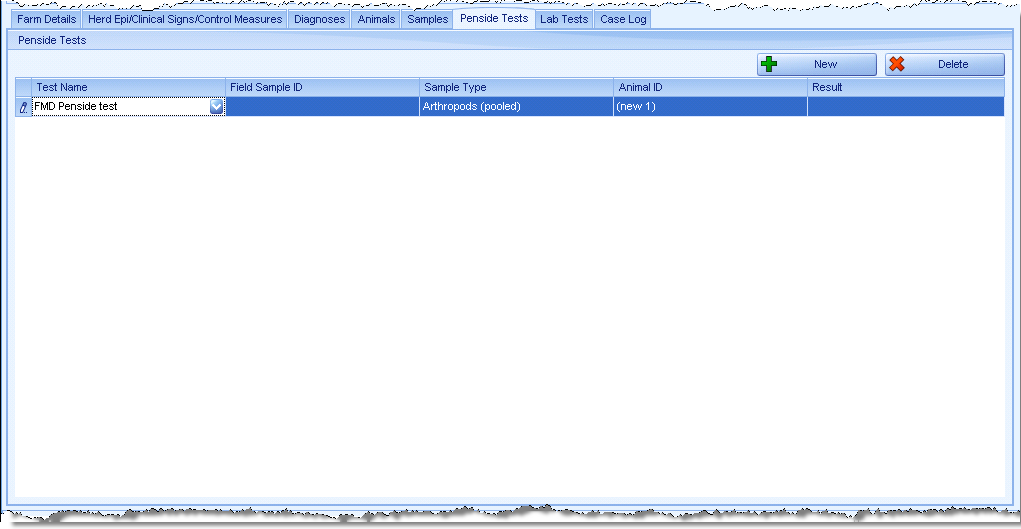 Farm Details Herd Epi/Clinical Signs/Control Measures Diagnoses Animals Samples Penside Tests Lab Tests Case Log
Penside Tests
New Delete
Test Name Field Sample ID Sample Type Animal ID Result
FMD Penside test Arthropods (pooled) (new 1)